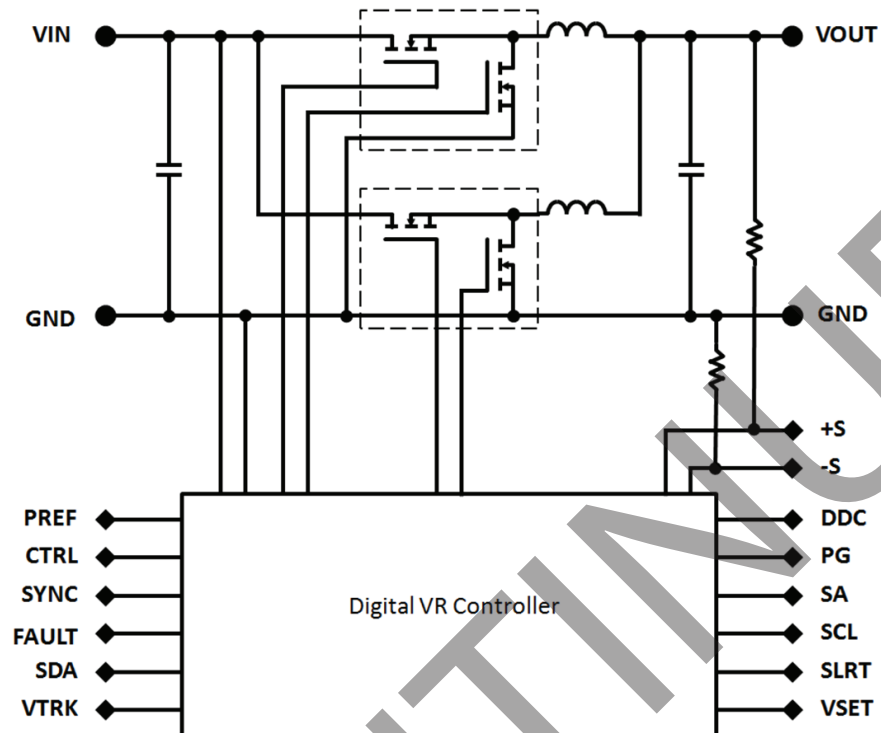 VIN
VOUT
GND
GND
+S
-S
PREF
DDC
CTRL
PG
SYNC
SA
Digital VR Controller
FAULT
SCL
SDA
SLRT
VTRK
VSET